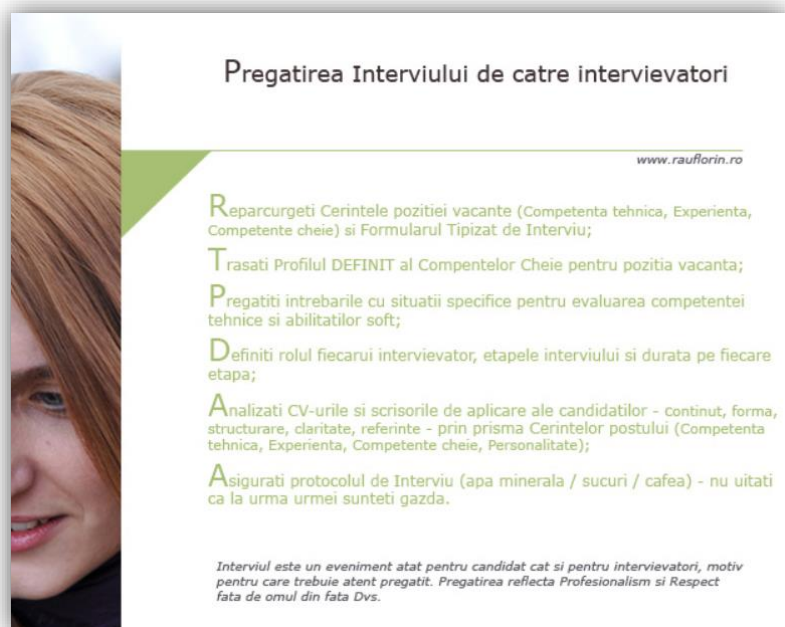 Pregatirea Interviului de catre intervievatori
www.rauflorin.ro
Reparcurgeti Cerintele pozitiei vacante (Competenta tehnica, Experienta,
Competente cheie) si Formularul Tipizat de Interviu;
Trasati Profilul DEFINIT al Compentelor Cheie pentru pozitia vacanta;
Pregatiti intrebarile cu situatii specifice pentru evaluarea competentei
tehnice si abilitatilor soft;
Definiti rolul fiecarui intervievator, etapele interviului si durata pe fiecare
etapa;
Analizati CV-urile si scrisorile de aplicare ale candidatilor - continut, forma,
structurare, claritate, referinte - prin prisma Cerintelor postului (Competenta
tehnica, Experienta, Competente cheie, Personalitate);
Asigurati protocolul de Interviu (apa minerala / sucuri / cafea) - nu uitati
ca la urma urmei sunteti gazda.
Interviul este un eveniment atat pentru candidat cat si pentru intervievatori, motiv
pentru care trebuie atent pregatit. Pregatirea reflecta Profesionalism si Respect
fata de omul din fata Dvs.